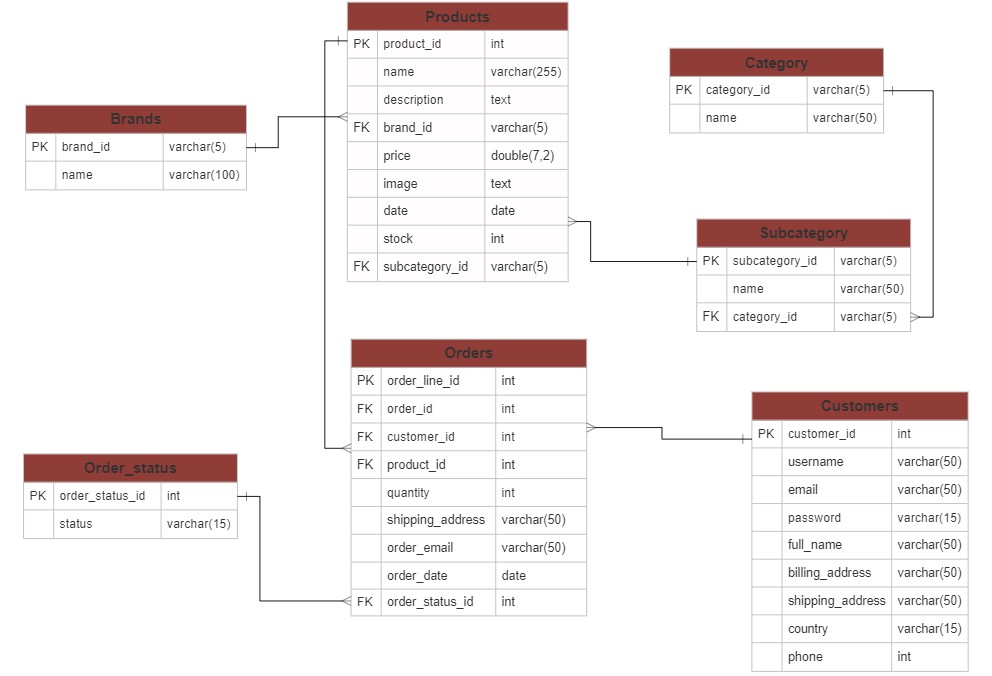 Products
PK product_id int
name varchar(255)
description text
FK brand_id varchar(5)
price double(7,2)
image text
date date
stock int
FK subcategory_id varchar(5)
Category
PK category_id varchar(5)
name varchar(50)
Brands
PK brand_id varchar(5)
name varchar(100)
Subcategory
PK subcategory_id varchar(5)
name varchar(50)
FK category_id varchar(5)
Orders
PK order_line_id int
FK order_id int
FK customer_id int
FK product_id int
quantity int
shipping_address varchar(50)
order_email varchar(50)
order_date date
FK order_status_id int
Customers
PK customer_id int
username varchar(50)
email varchar(50)
password varchar(15)
full_name varchar(50)
billing_address varchar(50)
shipping_address varchar(50)
country varchar(15)
phone int
Order_status
PK order_status_id int
status varchar(15)